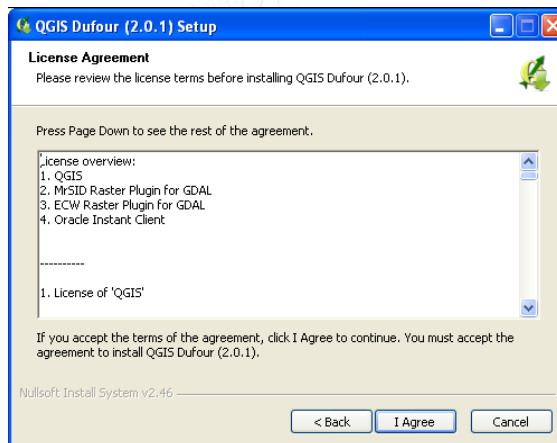 QGIS Dufour (2.0.1) Setup
License Agreement
Please review the license terms before installing QGIS Dufour (2.0.1).
Press Page Down to see the rest of the agreement.
License overview:
1. QGIS
2. MrSID Raster Plugin for GDAL
3. ECW Raster Plugin for GDAL
4. Oracle Instant Client
----------
1. License of 'QGIS'
If you accept the terms of the agreement, click I Agree to continue. You must accept the
agreement to install QGIS Dufour (2.0.1).
Nullsoft Install System v2.46
< Back
I Agree
Cancel